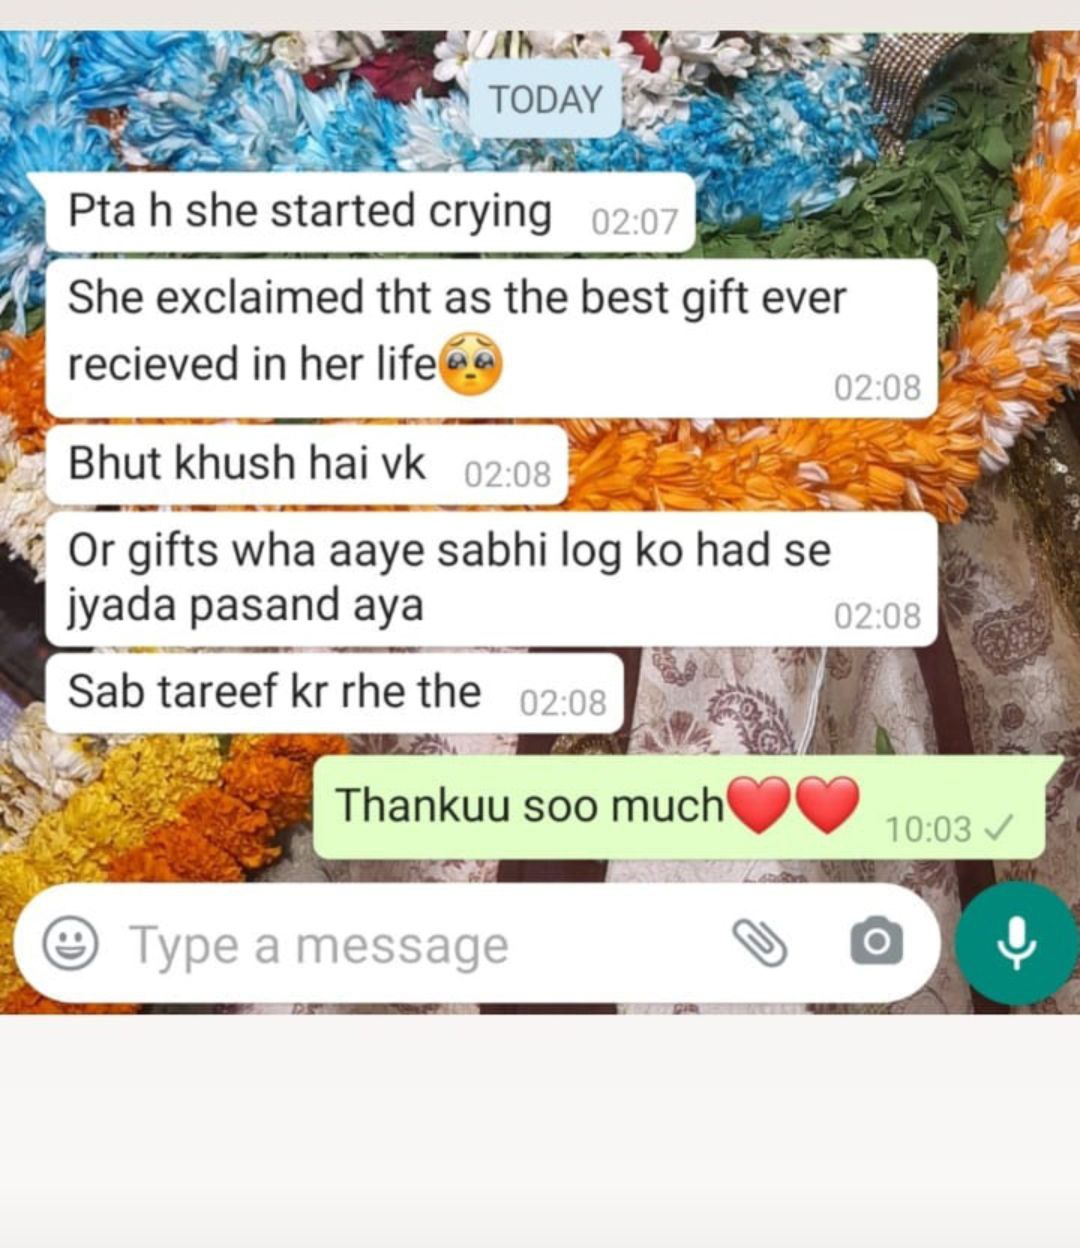 TODAY
Pta h she started crying 02:07
She exclaimed tht as the best gift ever
recieved in her life🥺
02:08
Bhut khush hai vk 02:08
Or gifts wha aaye sabhi log ko had se
jyada pasand aya 02:08
Sab tareef kr rhe the 02:08
Thankuu soo much❤️❤️ 10:03
Type a message